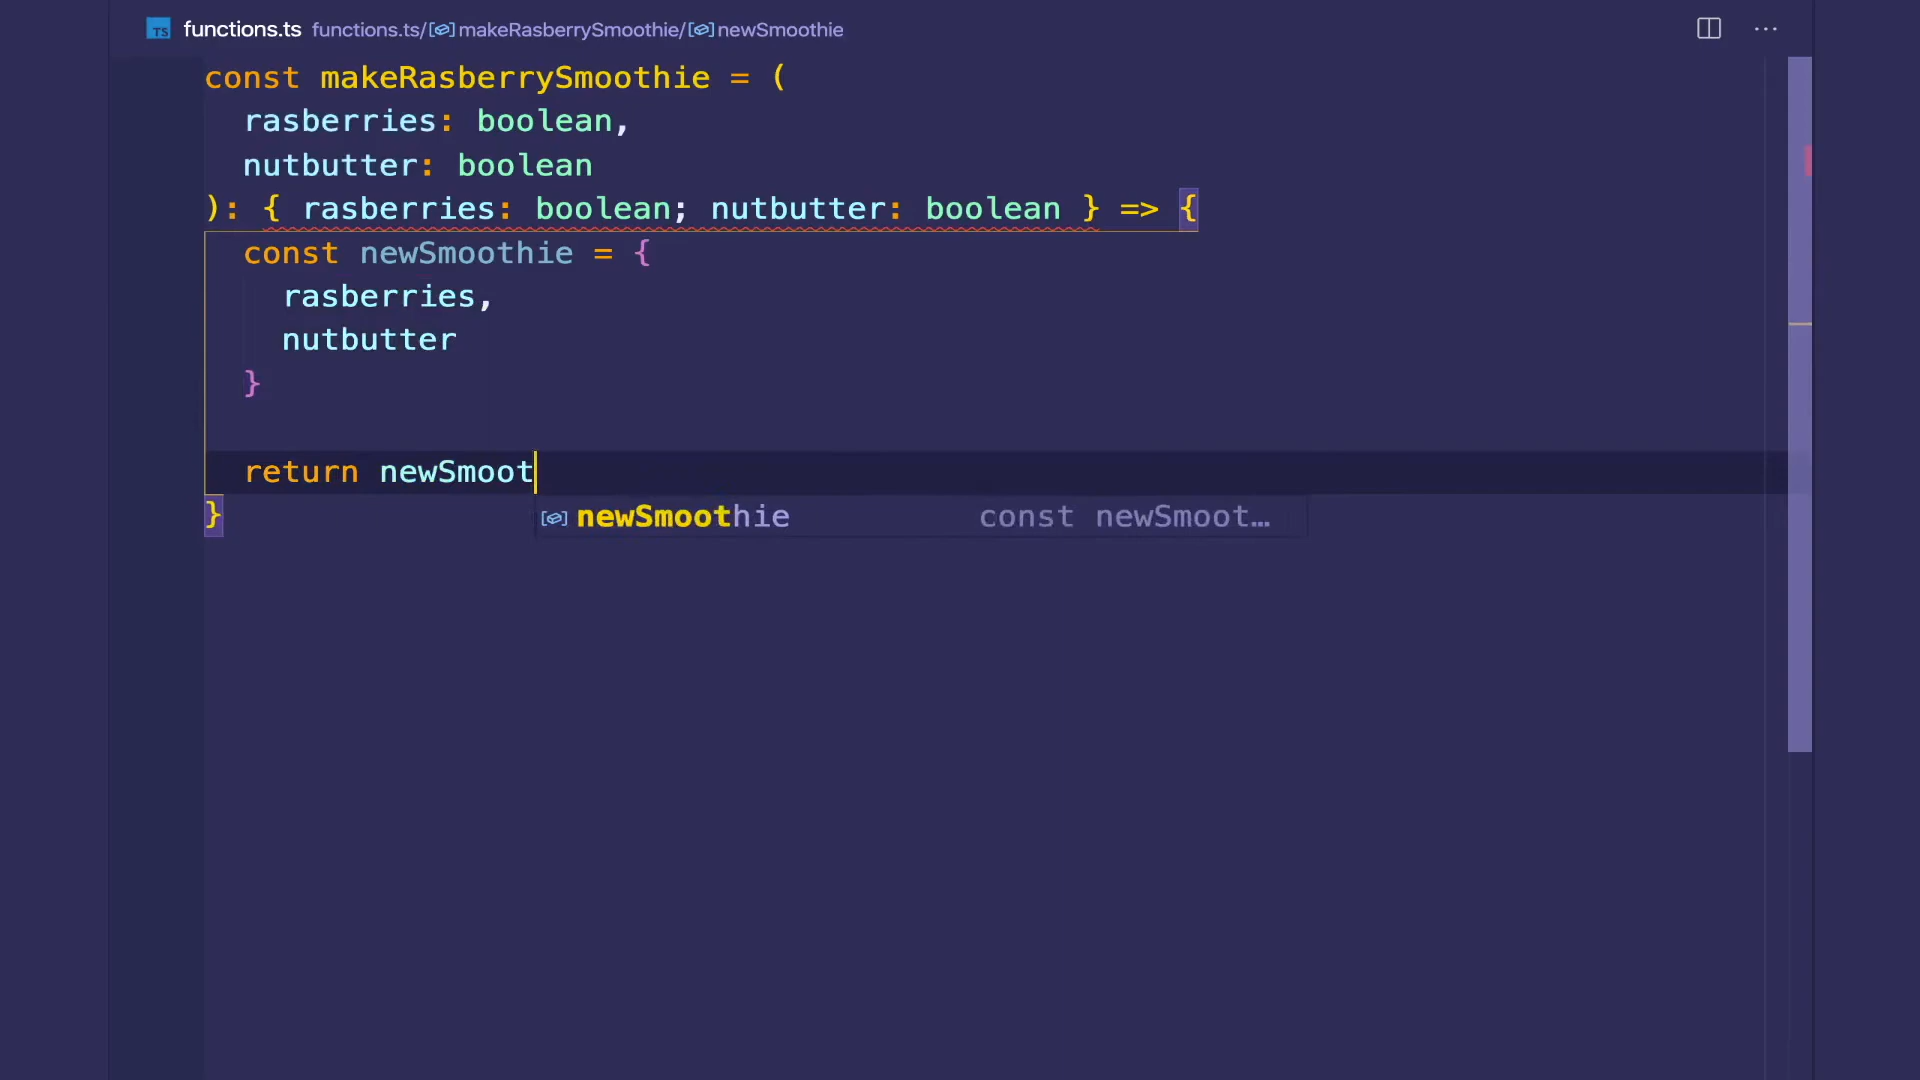 TS functions.ts functions.ts/makeRasberrySmoothie/newSmoothie
const makeRasberrySmoothie = (
  rasberries: boolean,
  nutbutter: boolean
): { rasberries: boolean; nutbutter: boolean } => {
  const newSmoothie = {
    rasberries,
    nutbutter
  }
  return newSmoot
} newSmoothie const newSmoot…